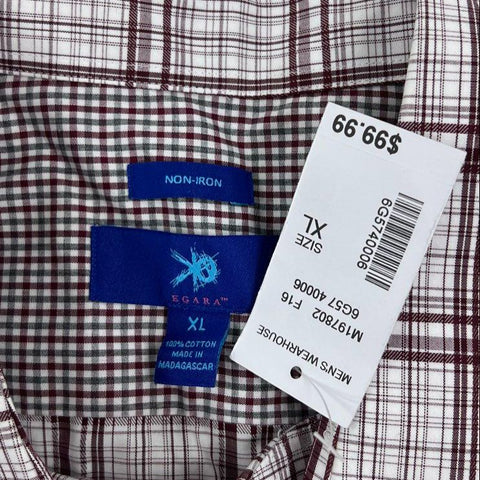 NON-IRON
EGARA™
XL
100% COTTON
MADE IN
MADAGASCAR
$99.99
6G5740006
SIZE
XL
M197802 F16
6G57 40006
MEN'S WEARHOUSE